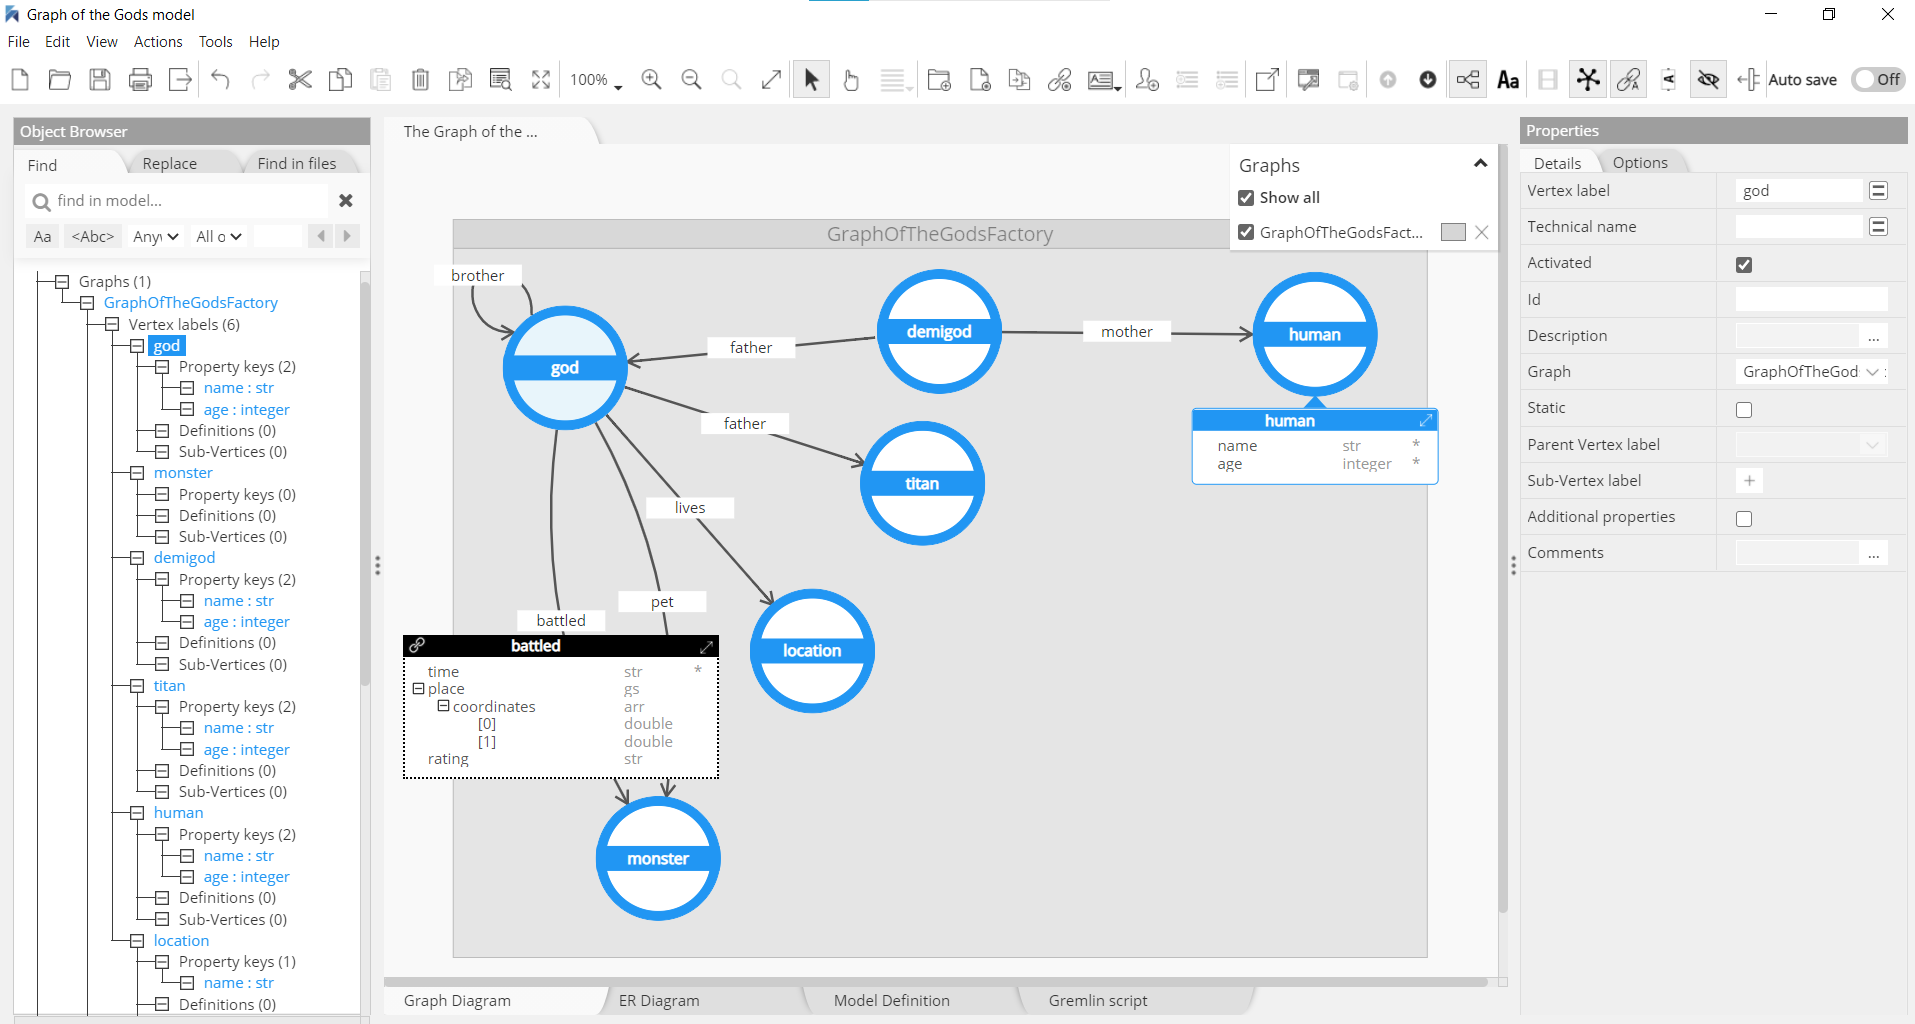 Graph of the Gods model
File Edit View Actions Tools Help
100% Aa Auto save Off
Object Browser
Find Replace Find in files
find in model...
Aa <Abc> Any All o
Graphs (1)
GraphOfTheGodsFactory
Vertex labels (6)
god
Property keys (2)
name : str
age : integer
Definitions (0)
Sub-Vertices (0)
monster
Property keys (0)
Definitions (0)
Sub-Vertices (0)
demigod
Property keys (2)
name : str
age : integer
Definitions (0)
Sub-Vertices (0)
titan
Property keys (2)
name : str
age : integer
Definitions (0)
Sub-Vertices (0)
human
Property keys (2)
name : str
age : integer
Definitions (0)
Sub-Vertices (0)
location
Property keys (1)
name : str
Definitions (0)
The Graph of the ...
Graphs
Show all
GraphOfTheGodsFact...
GraphOfTheGodsFactory
brother
god
father
demigod
mother
human
father
titan
human
name str *
age integer *
lives
pet
battled
location
battled
time str *
place gs
coordinates arr
[0] double
[1] double
rating str
monster
Graph Diagram ER Diagram Model Definition Gremlin script
Properties
Details Options
Vertex label god
Technical name
Activated
Id
Description ...
Graph GraphOfTheGod
Static
Parent Vertex label
Sub-Vertex label +
Additional properties
Comments ...